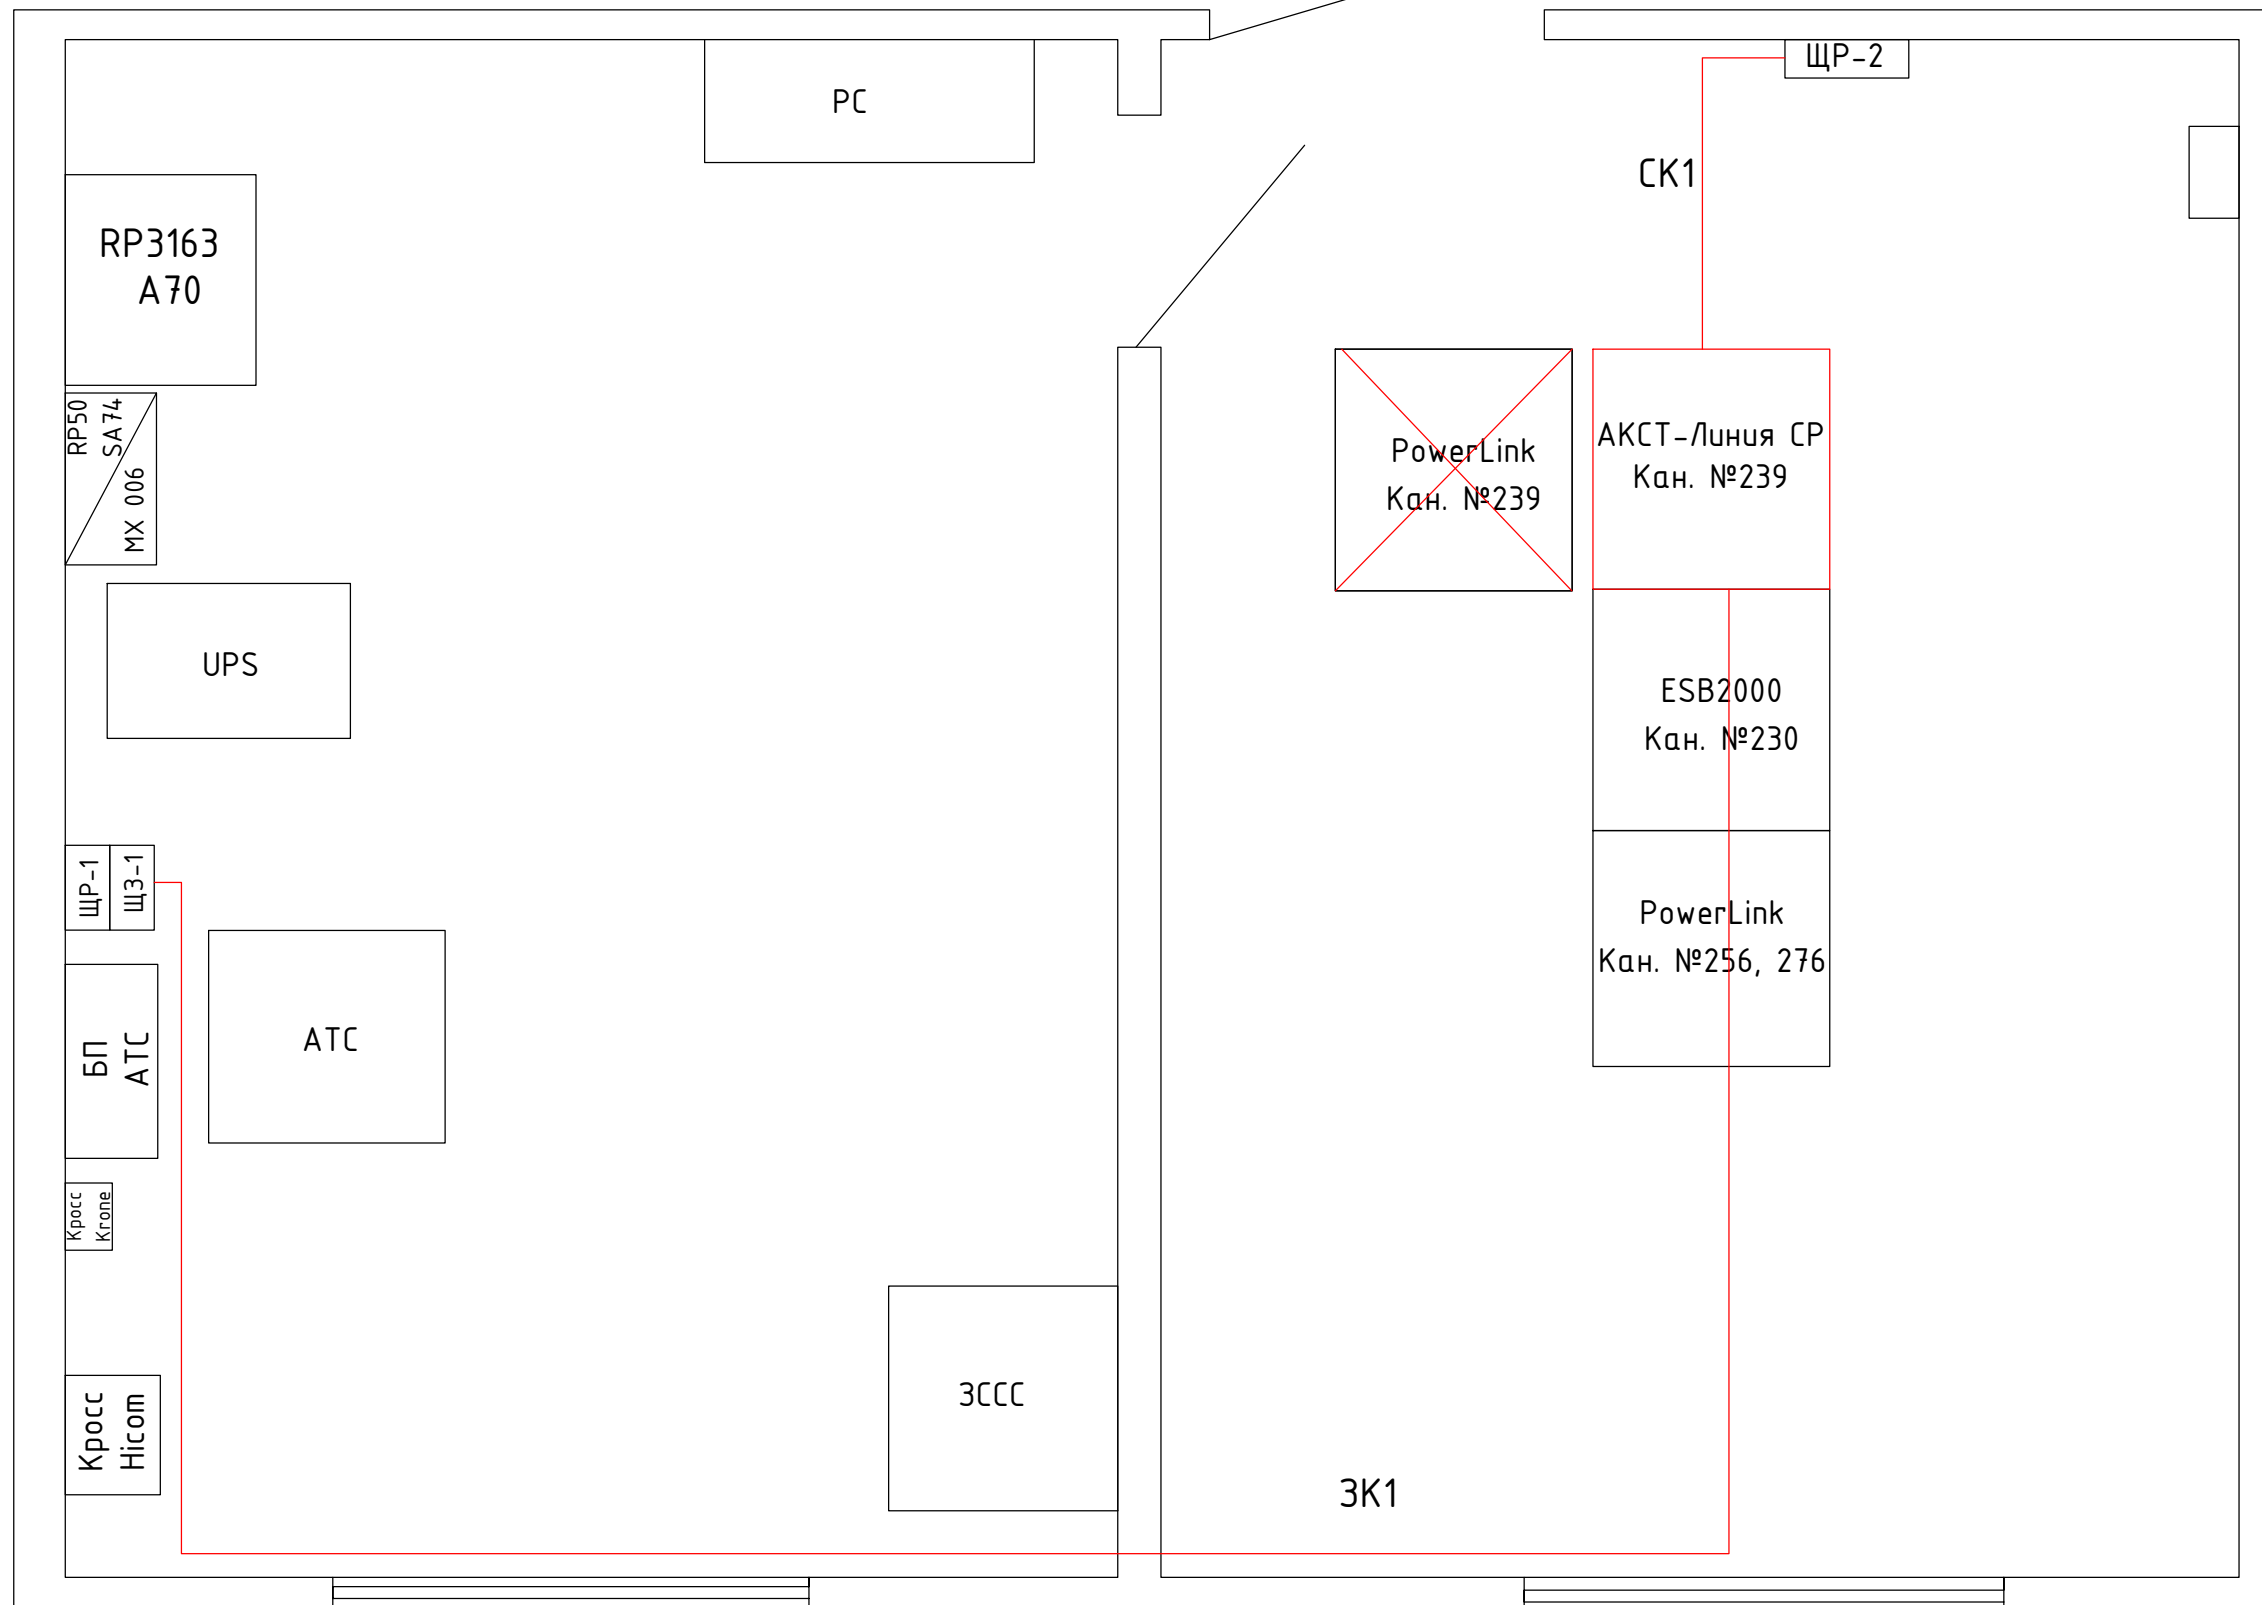 ЩР-2
РС
СК1
RP3163
А70
RP50
SA74
MX 006
PowerLink
Кан. №239
АКСТ-Линия СР
Кан. №239
UPS
ESB2000
Кан. №230
ЩР-1
ЩЗ-1
PowerLink
Кан. №256, 276
БП
АТС
АТС
Кросс
Krone
Кросс
Hicom
ЗССС
ЗК1